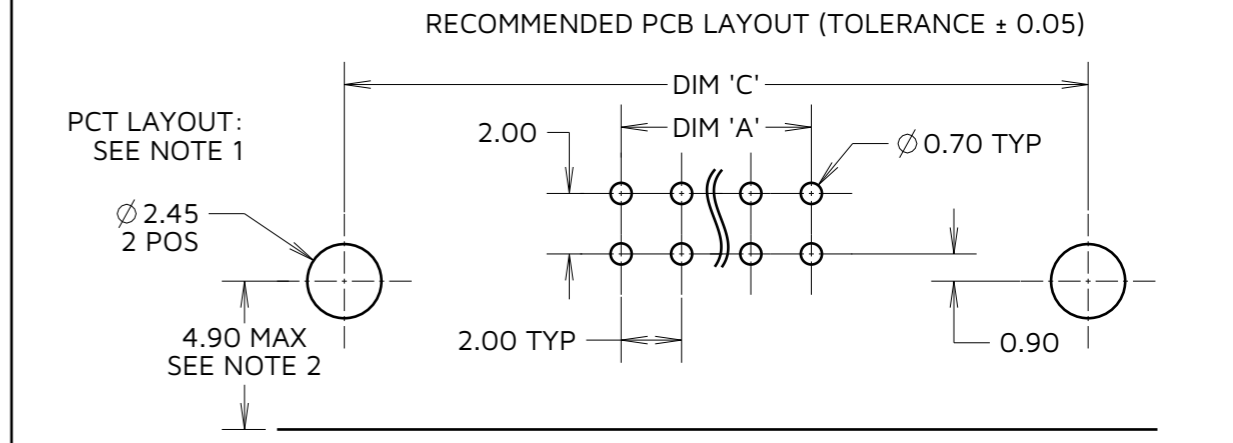 RECOMMENDED PCB LAYOUT (TOLERANCE ± 0.05)
DIM 'C'
PCT LAYOUT:
SEE NOTE 1
2.00
DIM 'A'
∅ 0.70 TYP
∅ 2.45
2 POS
4.90 MAX
SEE NOTE 2
2.00 TYP
0.90